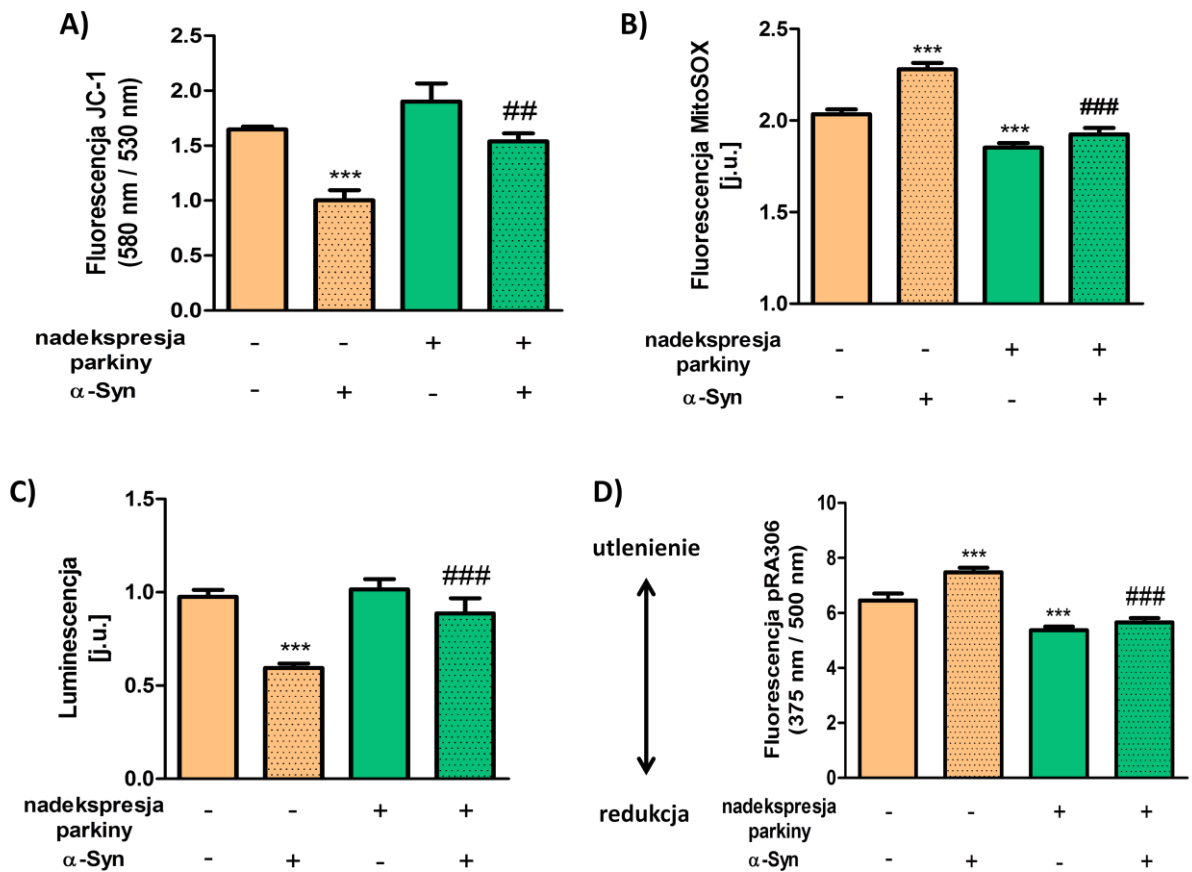 A)
Fluorescencja JC-1
(580 nm / 530 nm)
2.5
2.0
1.5
1.0
0.5
0.0
***
##
nadekspresja
parkiny
- - + +
α-Syn - + - +
B)
Fluorescencja MitoSOX
[j.u.]
2.5
2.0
1.5
1.0
***
***
###
nadekspresja
parkiny
- - + +
α-Syn - + - +
C)
Luminescencja
[j.u.]
1.5
1.0
0.5
0.0
***
###
nadekspresja
parkiny
- - + +
α-Syn - + - +
D)
utlenienie
redukcja
Fluorescencja pRA306
(375 nm / 500 nm)
10
8
6
4
2
0
***
***
###
nadekspresja
parkiny
- - + +
α-Syn - + - +